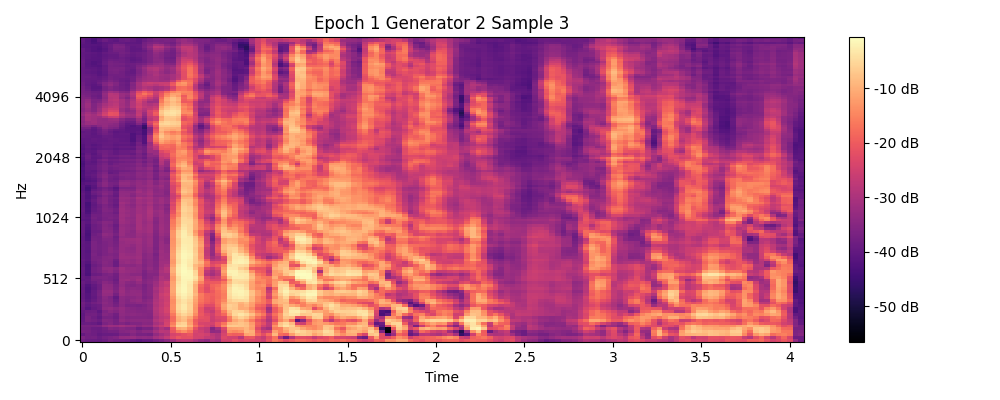 Epoch 1 Generator 2 Sample 3
Hz
4096
2048
1024
512
0
0 0.5 1 1.5 2 2.5 3 3.5 4
Time
-10 dB
-20 dB
-30 dB
-40 dB
-50 dB